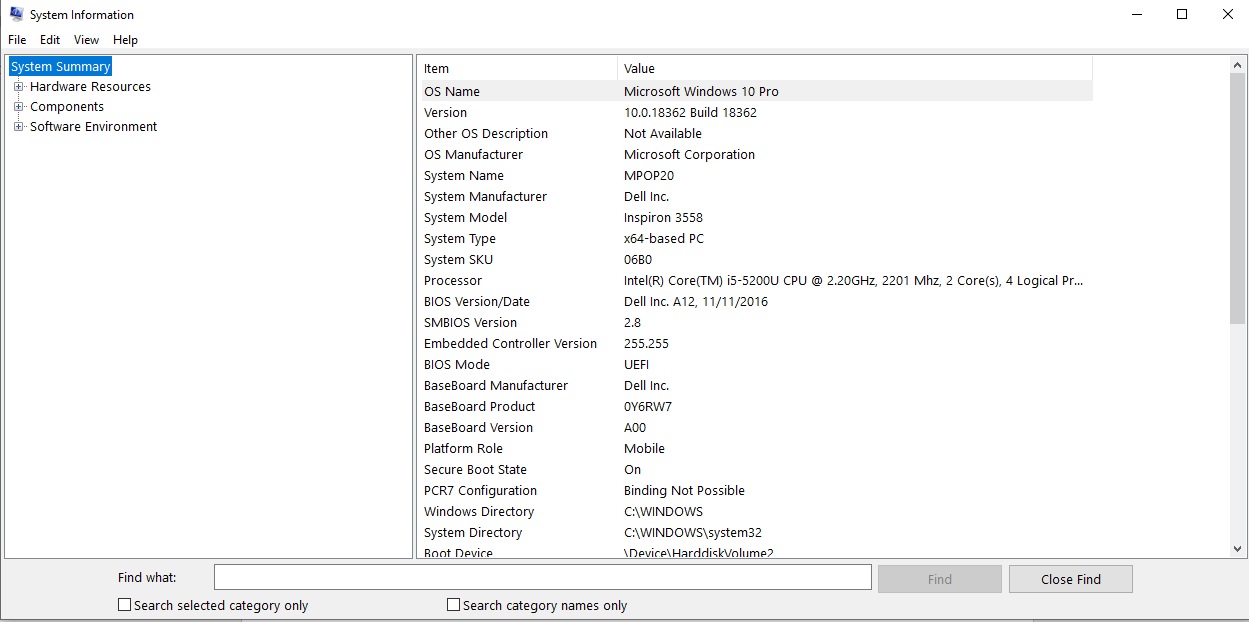 System Information
File Edit View Help
System Summary
Hardware Resources
Components
Software Environment
Item Value
OS Name Microsoft Windows 10 Pro
Version 10.0.18362 Build 18362
Other OS Description Not Available
OS Manufacturer Microsoft Corporation
System Name MPOP20
System Manufacturer Dell Inc.
System Model Inspiron 3558
System Type x64-based PC
System SKU 06B0
Processor Intel(R) Core(TM) i5-5200U CPU @ 2.20GHz, 2201 Mhz, 2 Core(s), 4 Logical Pr...
BIOS Version/Date Dell Inc. A12, 11/11/2016
SMBIOS Version 2.8
Embedded Controller Version 255.255
BIOS Mode UEFI
BaseBoard Manufacturer Dell Inc.
BaseBoard Product 0Y6RW7
BaseBoard Version A00
Platform Role Mobile
Secure Boot State On
PCR7 Configuration Binding Not Possible
Windows Directory C:\WINDOWS
System Directory C:\WINDOWS\system32
Boot Device \Device\HarddiskVolume2
Find what: Find Close Find
Search selected category only Search category names only